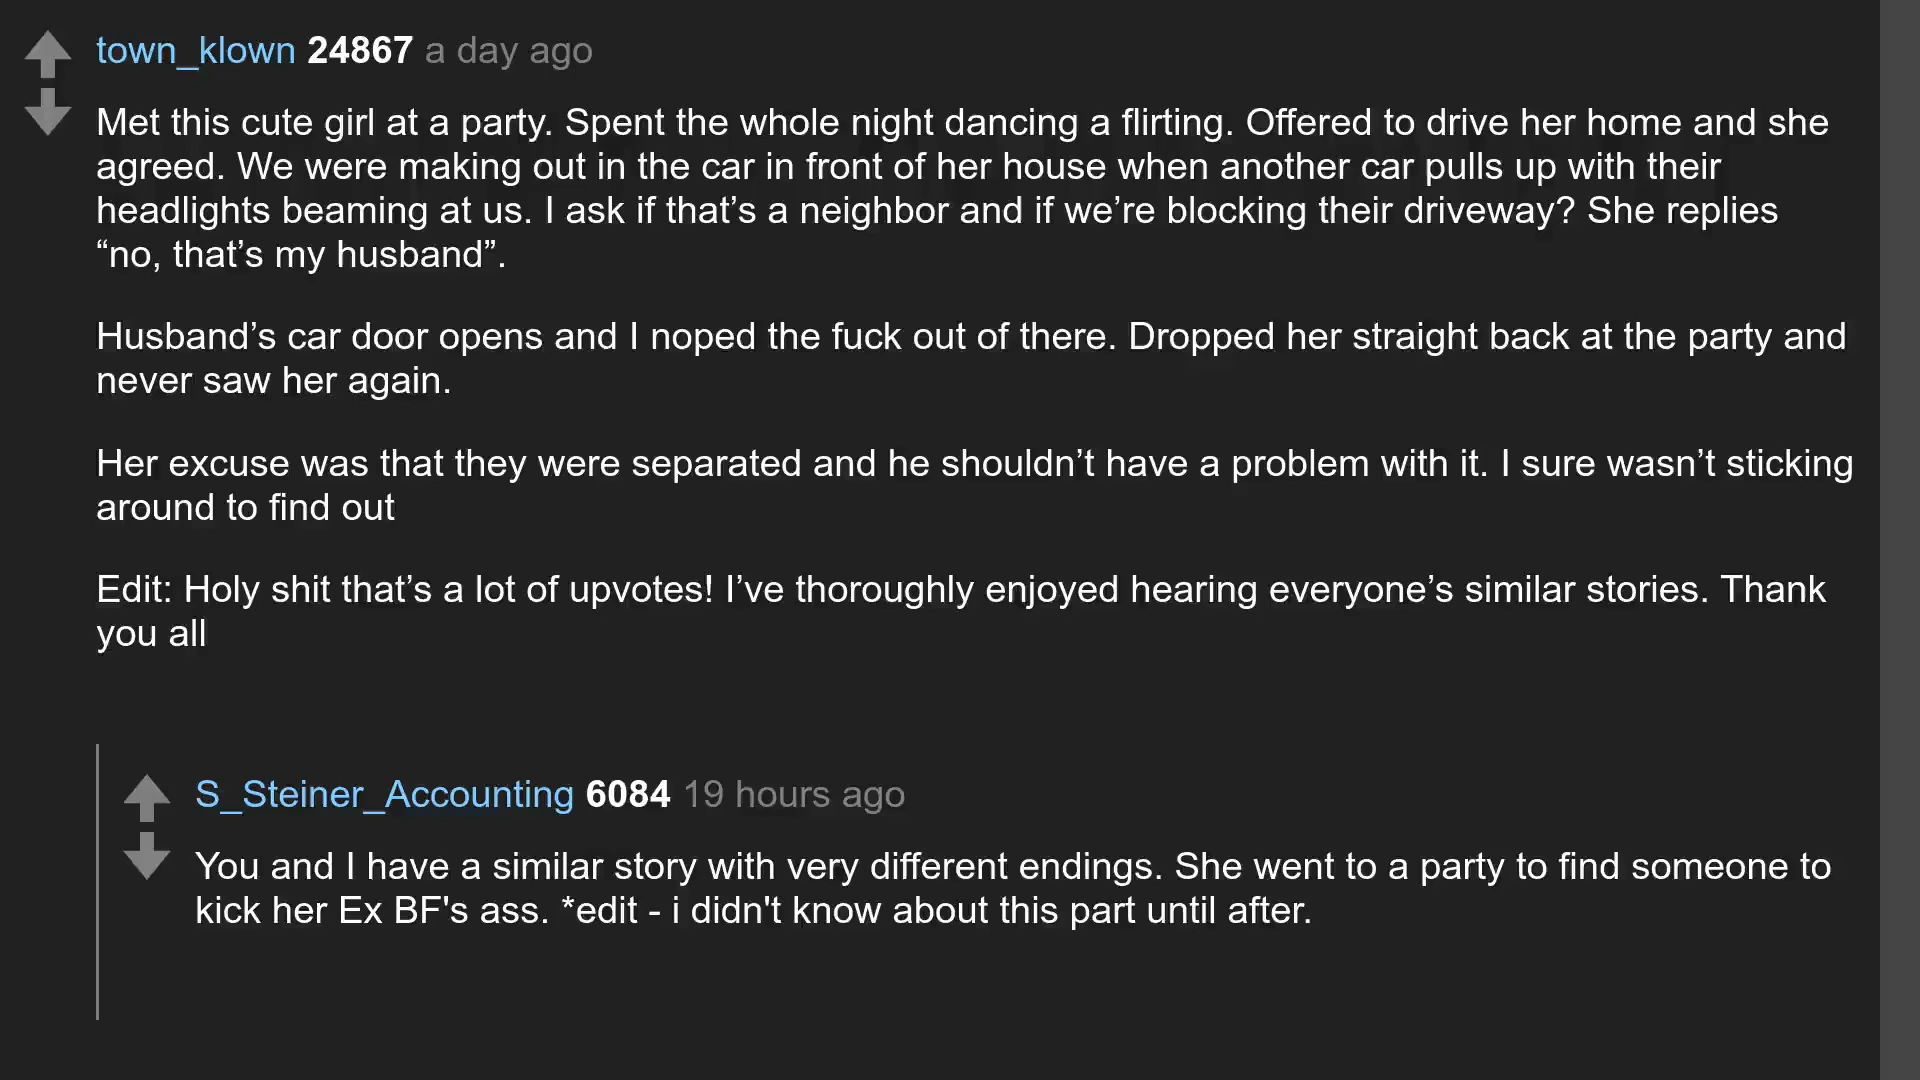 town_klown 24867 a day ago
Met this cute girl at a party. Spent the whole night dancing a flirting. Offered to drive her home and she
agreed. We were making out in the car in front of her house when another car pulls up with their
headlights beaming at us. I ask if that’s a neighbor and if we’re blocking their driveway? She replies
“no, that’s my husband”.
Husband’s car door opens and I noped the fuck out of there. Dropped her straight back at the party and
never saw her again.
Her excuse was that they were separated and he shouldn’t have a problem with it. I sure wasn’t sticking
around to find out
Edit: Holy shit that’s a lot of upvotes! I’ve thoroughly enjoyed hearing everyone’s similar stories. Thank
you all
S_Steiner_Accounting 6084 19 hours ago
You and I have a similar story with very different endings. She went to a party to find someone to
kick her Ex BF's ass. *edit - i didn't know about this part until after.